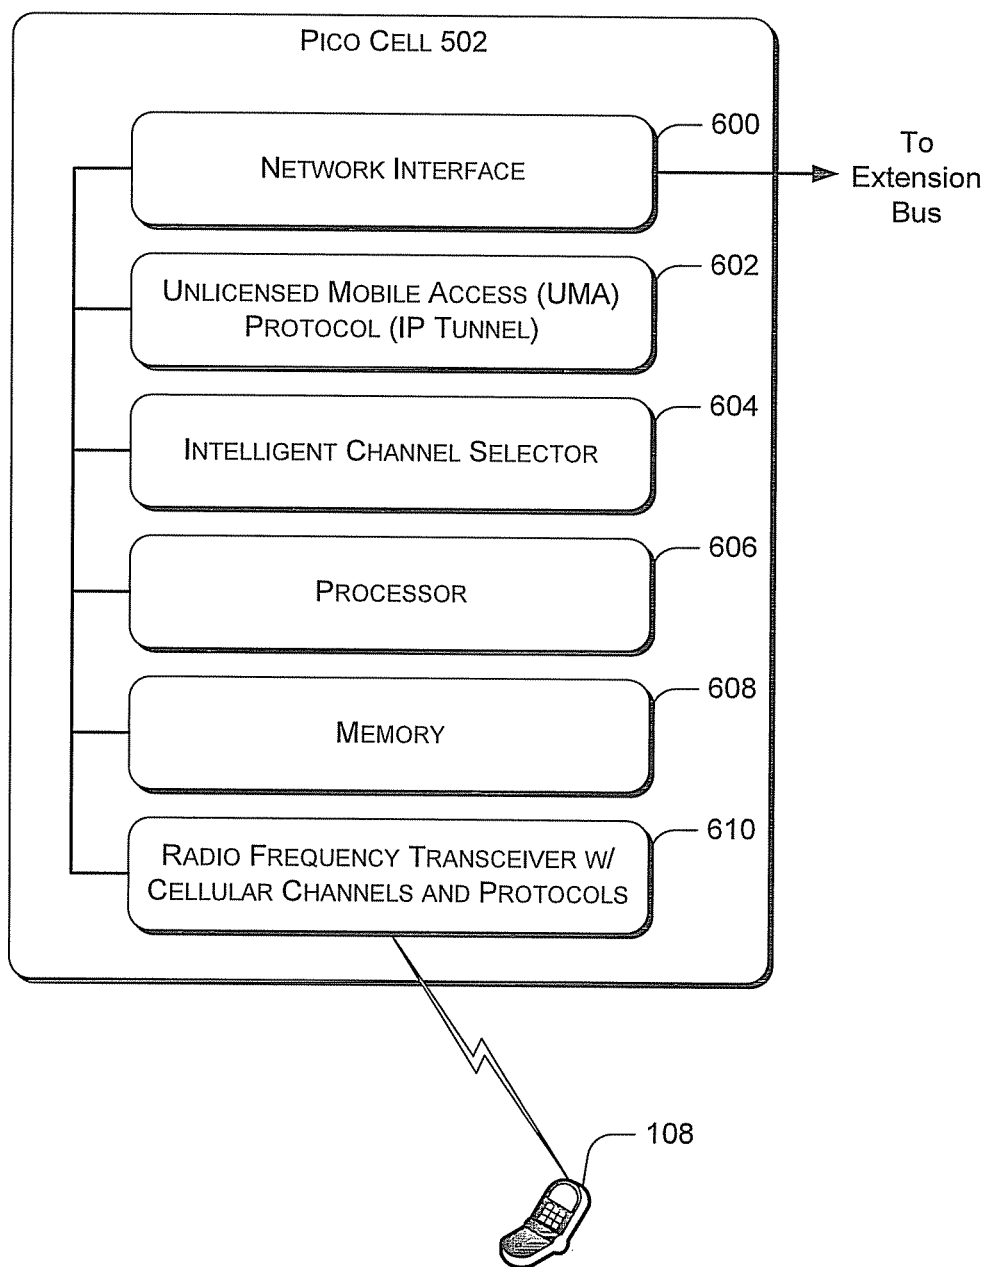 PICO CELL 502
600
NETWORK INTERFACE
To
Extension
Bus
602
UNLICENSED MOBILE ACCESS (UMA)
PROTOCOL (IP TUNNEL)
604
INTELLIGENT CHANNEL SELECTOR
606
PROCESSOR
608
MEMORY
610
RADIO FREQUENCY TRANSCEIVER W/
CELLULAR CHANNELS AND PROTOCOLS
108